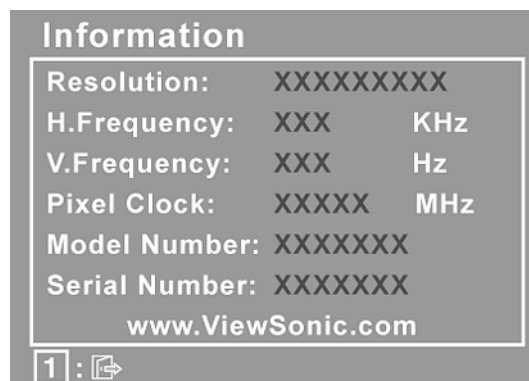 Information
Resolution: XXXXXXXXX
H.Frequency: XXX KHz
V.Frequency: XXX Hz
Pixel Clock: XXXXX MHz
Model Number: XXXXXXX
Serial Number: XXXXXXX
www.ViewSonic.com
1 :